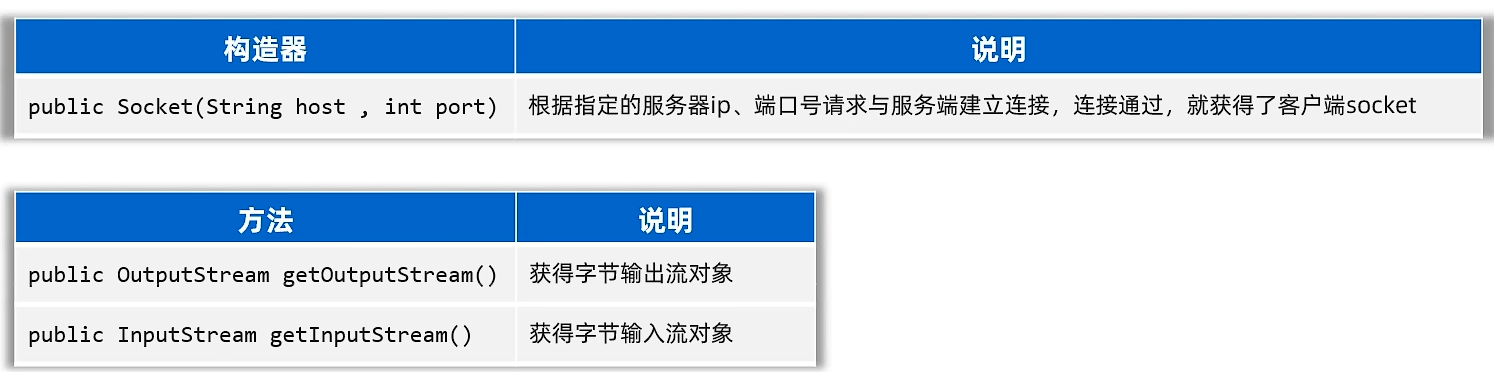 构造器 说明
public Socket(String host , int port) 根据指定的服务器ip、端口号请求与服务端建立连接，连接通过，就获得了客户端socket
方法 说明
public OutputStream getOutputStream() 获得字节输出流对象
public InputStream getInputStream() 获得字节输入流对象